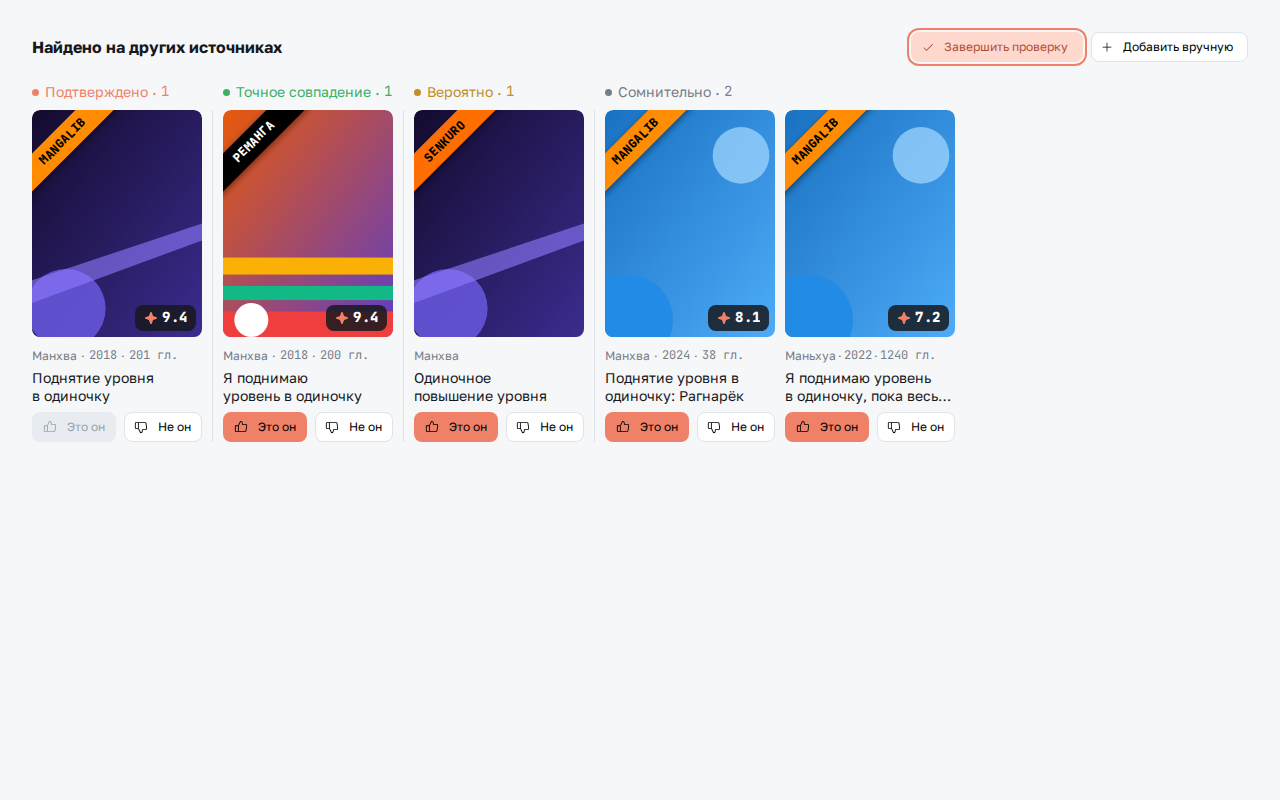 Найдено на других источниках
Завершить проверку
Добавить вручную
Подтверждено · 1
Точное совпадение · 1
Вероятно · 1
Сомнительно · 2
MANGALIB
9.4
Манхва · 2018 · 201 гл.
Поднятие уровня
в одиночку
Это он
Не он
РЕМАНГА
9.4
Манхва · 2018 · 200 гл.
Я поднимаю
уровень в одиночку
Это он
Не он
SENKURO
Манхва
Одиночное
повышение уровня
Это он
Не он
MANGALIB
8.1
Манхва · 2024 · 38 гл.
Поднятие уровня в
одиночку: Рагнарёк
Это он
Не он
MANGALIB
7.2
Маньхуа · 2022 · 1240 гл.
Я поднимаю уровень
в одиночку, пока весь...
Это он
Не он